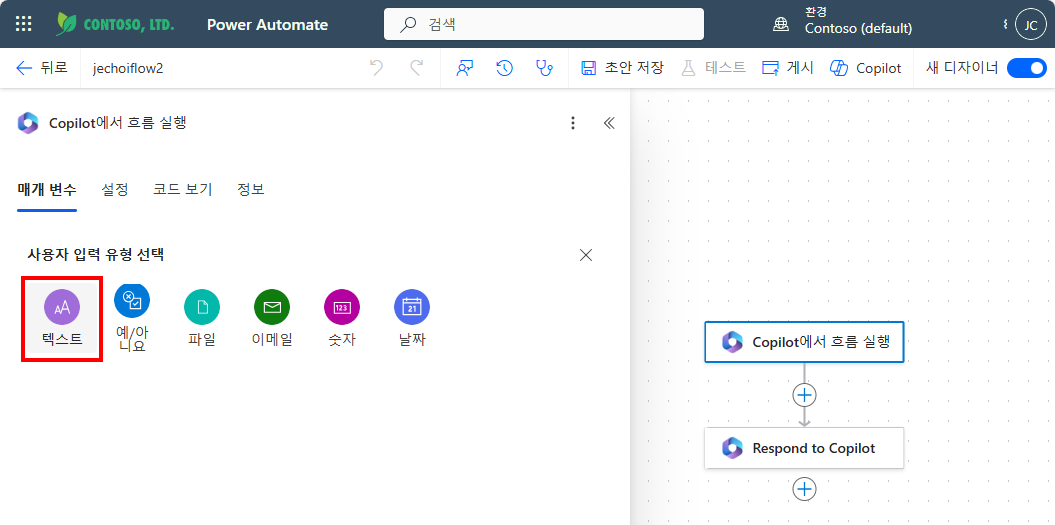 CONTOSO, LTD.
Power Automate
검색
환경
Contoso (default)
JC
뒤로
jechoiflow2
초안 저장
테스트
게시
Copilot
새 디자이너
Copilot에서 흐름 실행
매개 변수
설정
코드 보기
정보
사용자 입력 유형 선택
AA
텍스트
예/아
니요
파일
이메일
123
숫자
21
날짜
Copilot에서 흐름 실행
Respond to Copilot